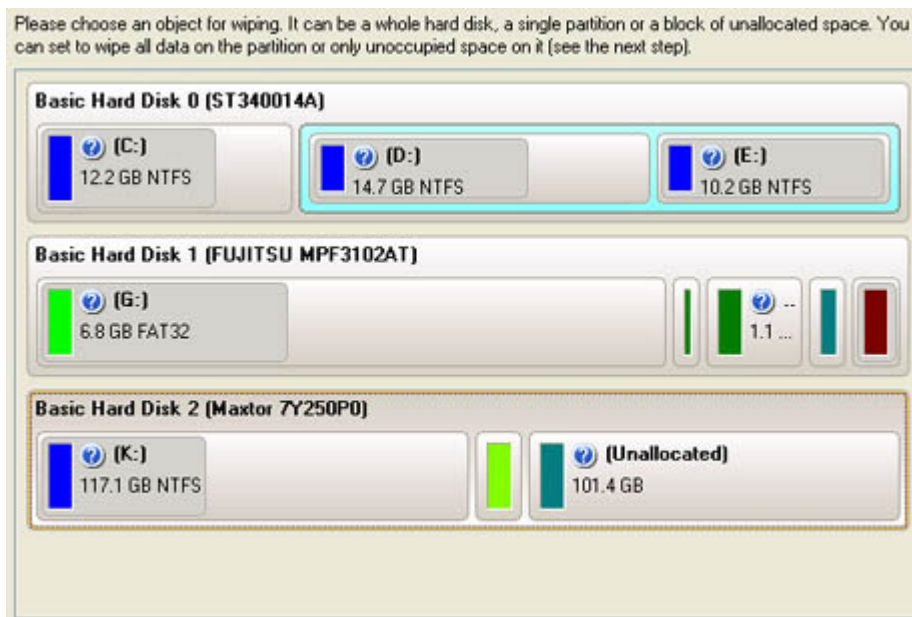 Please choose an object for wiping. It can be a whole hard disk, a single partition or a block of unallocated space. You
can set to wipe all data on the partition or only unoccupied space on it (see the next step).
Basic Hard Disk 0 (ST340014A)
(C:)
12.2 GB NTFS
(D:)
14.7 GB NTFS
(E:)
10.2 GB NTFS
Basic Hard Disk 1 (FUJITSU MPF3102AT)
(G:)
6.8 GB FAT32
..
1.1 ...
Basic Hard Disk 2 (Maxtor 7Y250P0)
(K:)
117.1 GB NTFS
(Unallocated)
101.4 GB